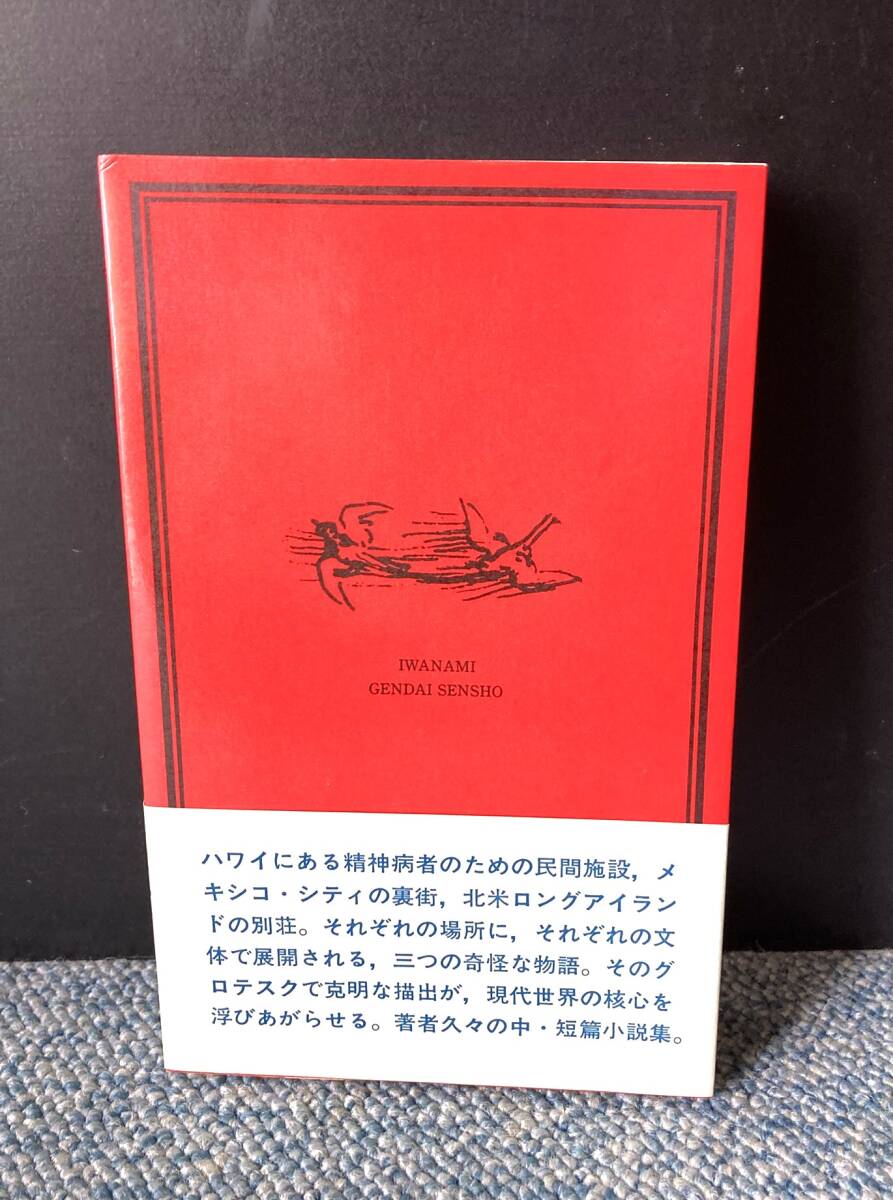 IWANAMI
GENDAI SENSHO
ハワイにある精神病者のための民間施設，メ
キシコ・シティの裏街，北米ロングアイラン
ドの別荘。それぞれの場所に，それぞれの文
体で展開される，三つの奇怪な物語。そのグ
ロテスクで克明な描出が，現代世界の核心を
浮びあがらせる。著者久々の中・短篇小説集。